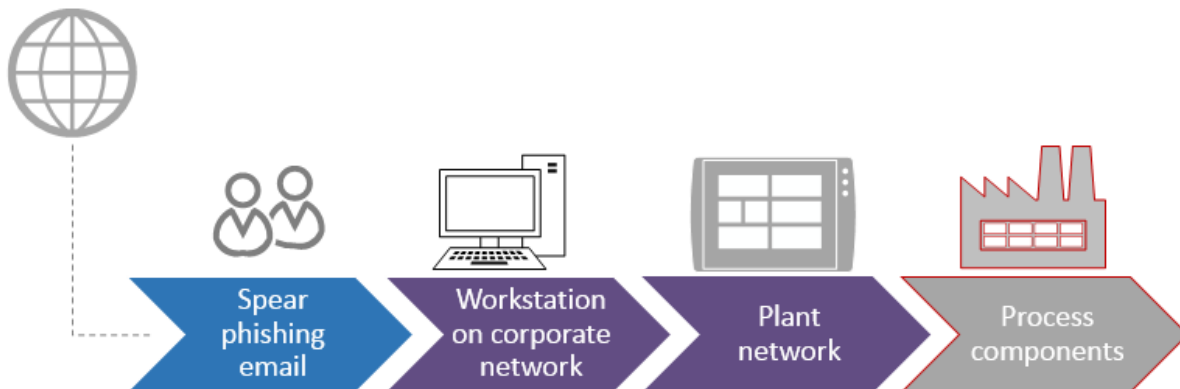 Spear
phishing
email
Workstation
on corporate
network
Plant
network
Process
components